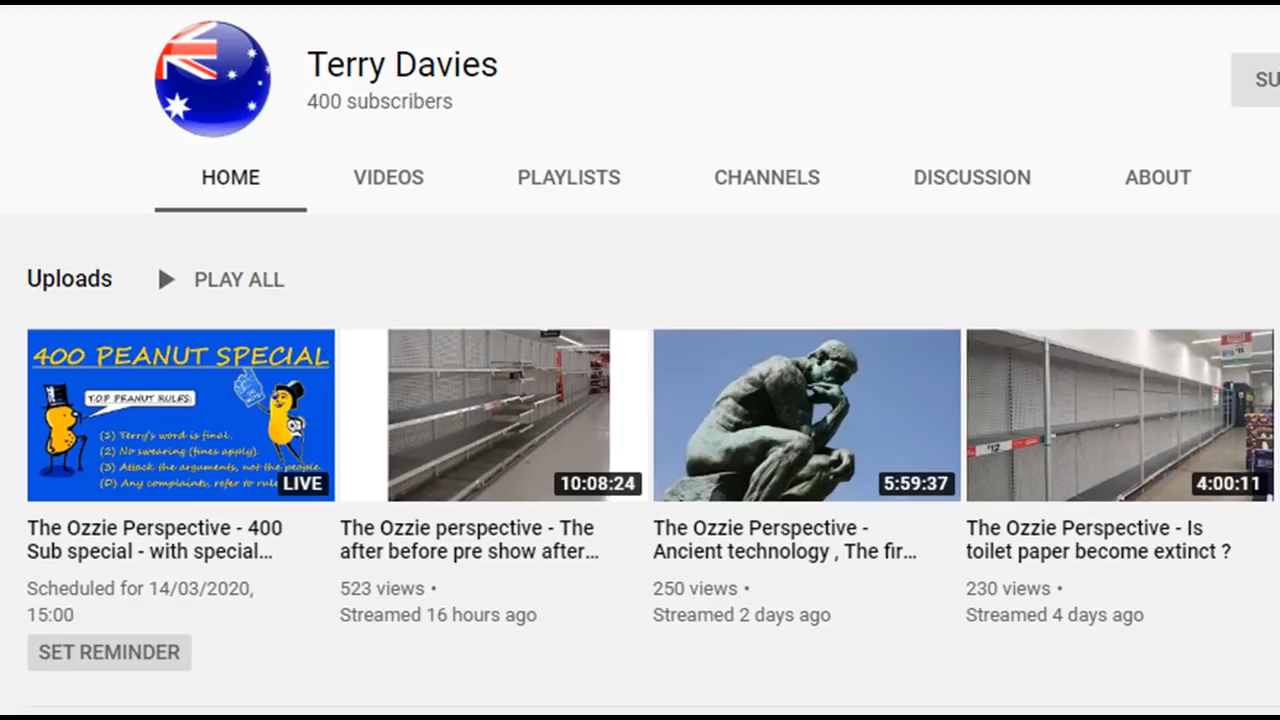 Terry Davies
400 subscribers
SU
HOME VIDEOS PLAYLISTS CHANNELS DISCUSSION ABOUT
Uploads PLAY ALL
400 PEANUT SPECIAL
TOP PEANUT RULES:
(1) Terry's word is final.
(2) No swearing (fines apply).
(3) Attack the arguments, not the people.
(D) Any complaints, refer to rule
LIVE
10:08:24
5:59:37
$12
4:00:11
The Ozzie Perspective - 400
Sub special - with special...
Scheduled for 14/03/2020,
15:00
SET REMINDER
The Ozzie perspective - The
after before pre show after...
523 views •
Streamed 16 hours ago
The Ozzie Perspective -
Ancient technology , The fir...
250 views •
Streamed 2 days ago
The Ozzie Perspective - Is
toilet paper become extinct ?
230 views •
Streamed 4 days ago